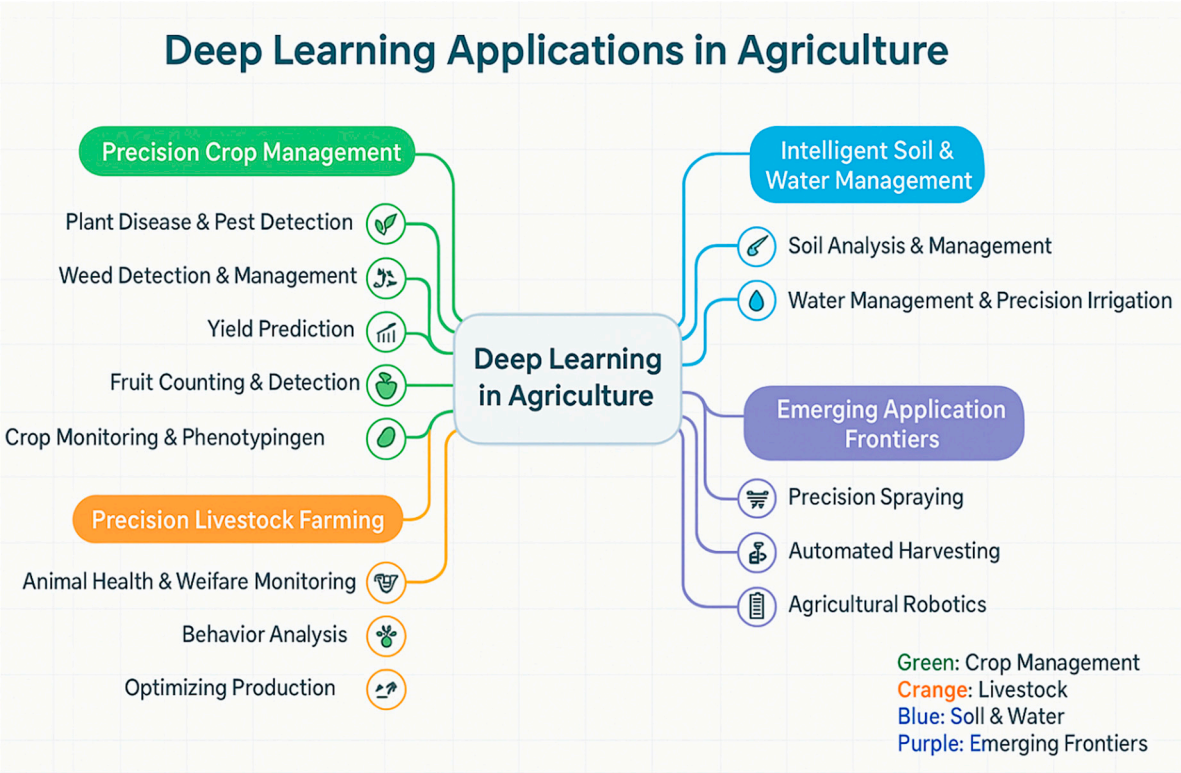 Deep Learning Applications in Agriculture
Precision Crop Management
Plant Disease & Pest Detection
Weed Detection & Management
Yield Prediction
Fruit Counting & Detection
Crop Monitoring & Phenotypingen
Precision Livestock Farming
Animal Health & Weifare Monitoring
Behavior Analysis
Optimizing Production
Deep Learning
in Agriculture
Intelligent Soil &
Water Management
Soil Analysis & Management
Water Management & Precision Irrigation
Emerging Application
Frontiers
Precision Spraying
Automated Harvesting
Agricultural Robotics
Green: Crop Management
Crange: Livestock
Blue: Soll & Water
Purple: Emerging Frontiers